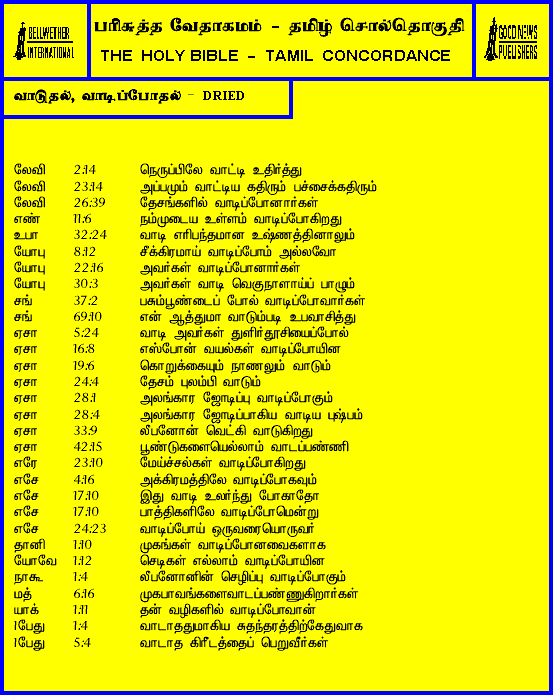 BELLWETHER
INTERNATIONAL
பரிசுத்த வேதாகமம் - தமிழ் சொல்தொகுதி
THE HOLY BIBLE - TAMIL CONCORDANCE
GOOD NEWS
PUBLISHERS
வாடுதல், வாடிப்போதல் - DRIED
லேவி 2:14 நெருப்பிலே வாட்டி உதிர்த்து
லேவி 23:14 அப்பமும் வாட்டிய கதிரும் பச்சைக்கதிரும்
லேவி 26:39 தேசங்களில் வாடிப்போனார்கள்
எண் 11:6 நம்முடைய உள்ளம் வாடிப்போகிறது
உபா 32:24 வாடி எரிபந்தமான உஷ்ணத்தினாலும்
யோபு 8:12 சீக்கிரமாய் வாடிப்போம் அல்லவோ
யோபு 22:16 அவர்கள் வாடிப்போனார்கள்
யோபு 30:3 அவர்கள் வாடி வெகுநாளாய்ப் பாழும்
சங் 37:2 பசும்பூண்டைப் போல் வாடிப்போவார்கள்
சங் 69:10 என் ஆத்துமா வாடும்படி உபவாசித்து
ஏசா 5:24 வாடி அவர்கள் துளிர்தூசியைப்போல்
ஏசா 16:8 எஸ்போன் வயல்கள் வாடிப்போயின
ஏசா 19:6 கொறுக்கையும் நாணலும் வாடும்
ஏசா 24:4 தேசம் புலம்பி வாடும்
ஏசா 28:1 அலங்கார ஜோடிப்பு வாடிப்போகும்
ஏசா 28:4 அலங்கார ஜோடிப்பாகிய வாடிய புஷ்பம்
ஏசா 33:9 லீபனோன் வெட்கி வாடுகிறது
ஏசா 42:15 பூண்டுகளையெல்லாம் வாடப்பண்ணி
எரே 23:10 மேய்ச்சல்கள் வாடிப்போகிறது
எசே 4:16 அக்கிரமத்திலே வாடிப்போகவும்
எசே 17:10 இது வாடி உலர்ந்து போகாதோ
எசே 17:10 பாத்திகளிலே வாடிப்போமென்று
எசே 24:23 வாடிப்போய் ஒருவரையொருவர்
தானி 1:10 முகங்கள் வாடிப்போனவைகளாக
யோவே 1:12 செடிகள் எல்லாம் வாடிப்போயின
நாகூ 1:4 லீபனோனின் செழிப்பு வாடிப்போகும்
மத் 6:16 முகபாவங்களைவாடப்பண்ணுகிறார்கள்
யாக் 1:11 தன் வழிகளில் வாடிப்போவான்
1பேது 1:4 வாடாததுமாகிய சுதந்தரத்திற்கேதுவாக
1பேது 5:4 வாடாத கிரீடத்தைப் பெறுவீர்கள்